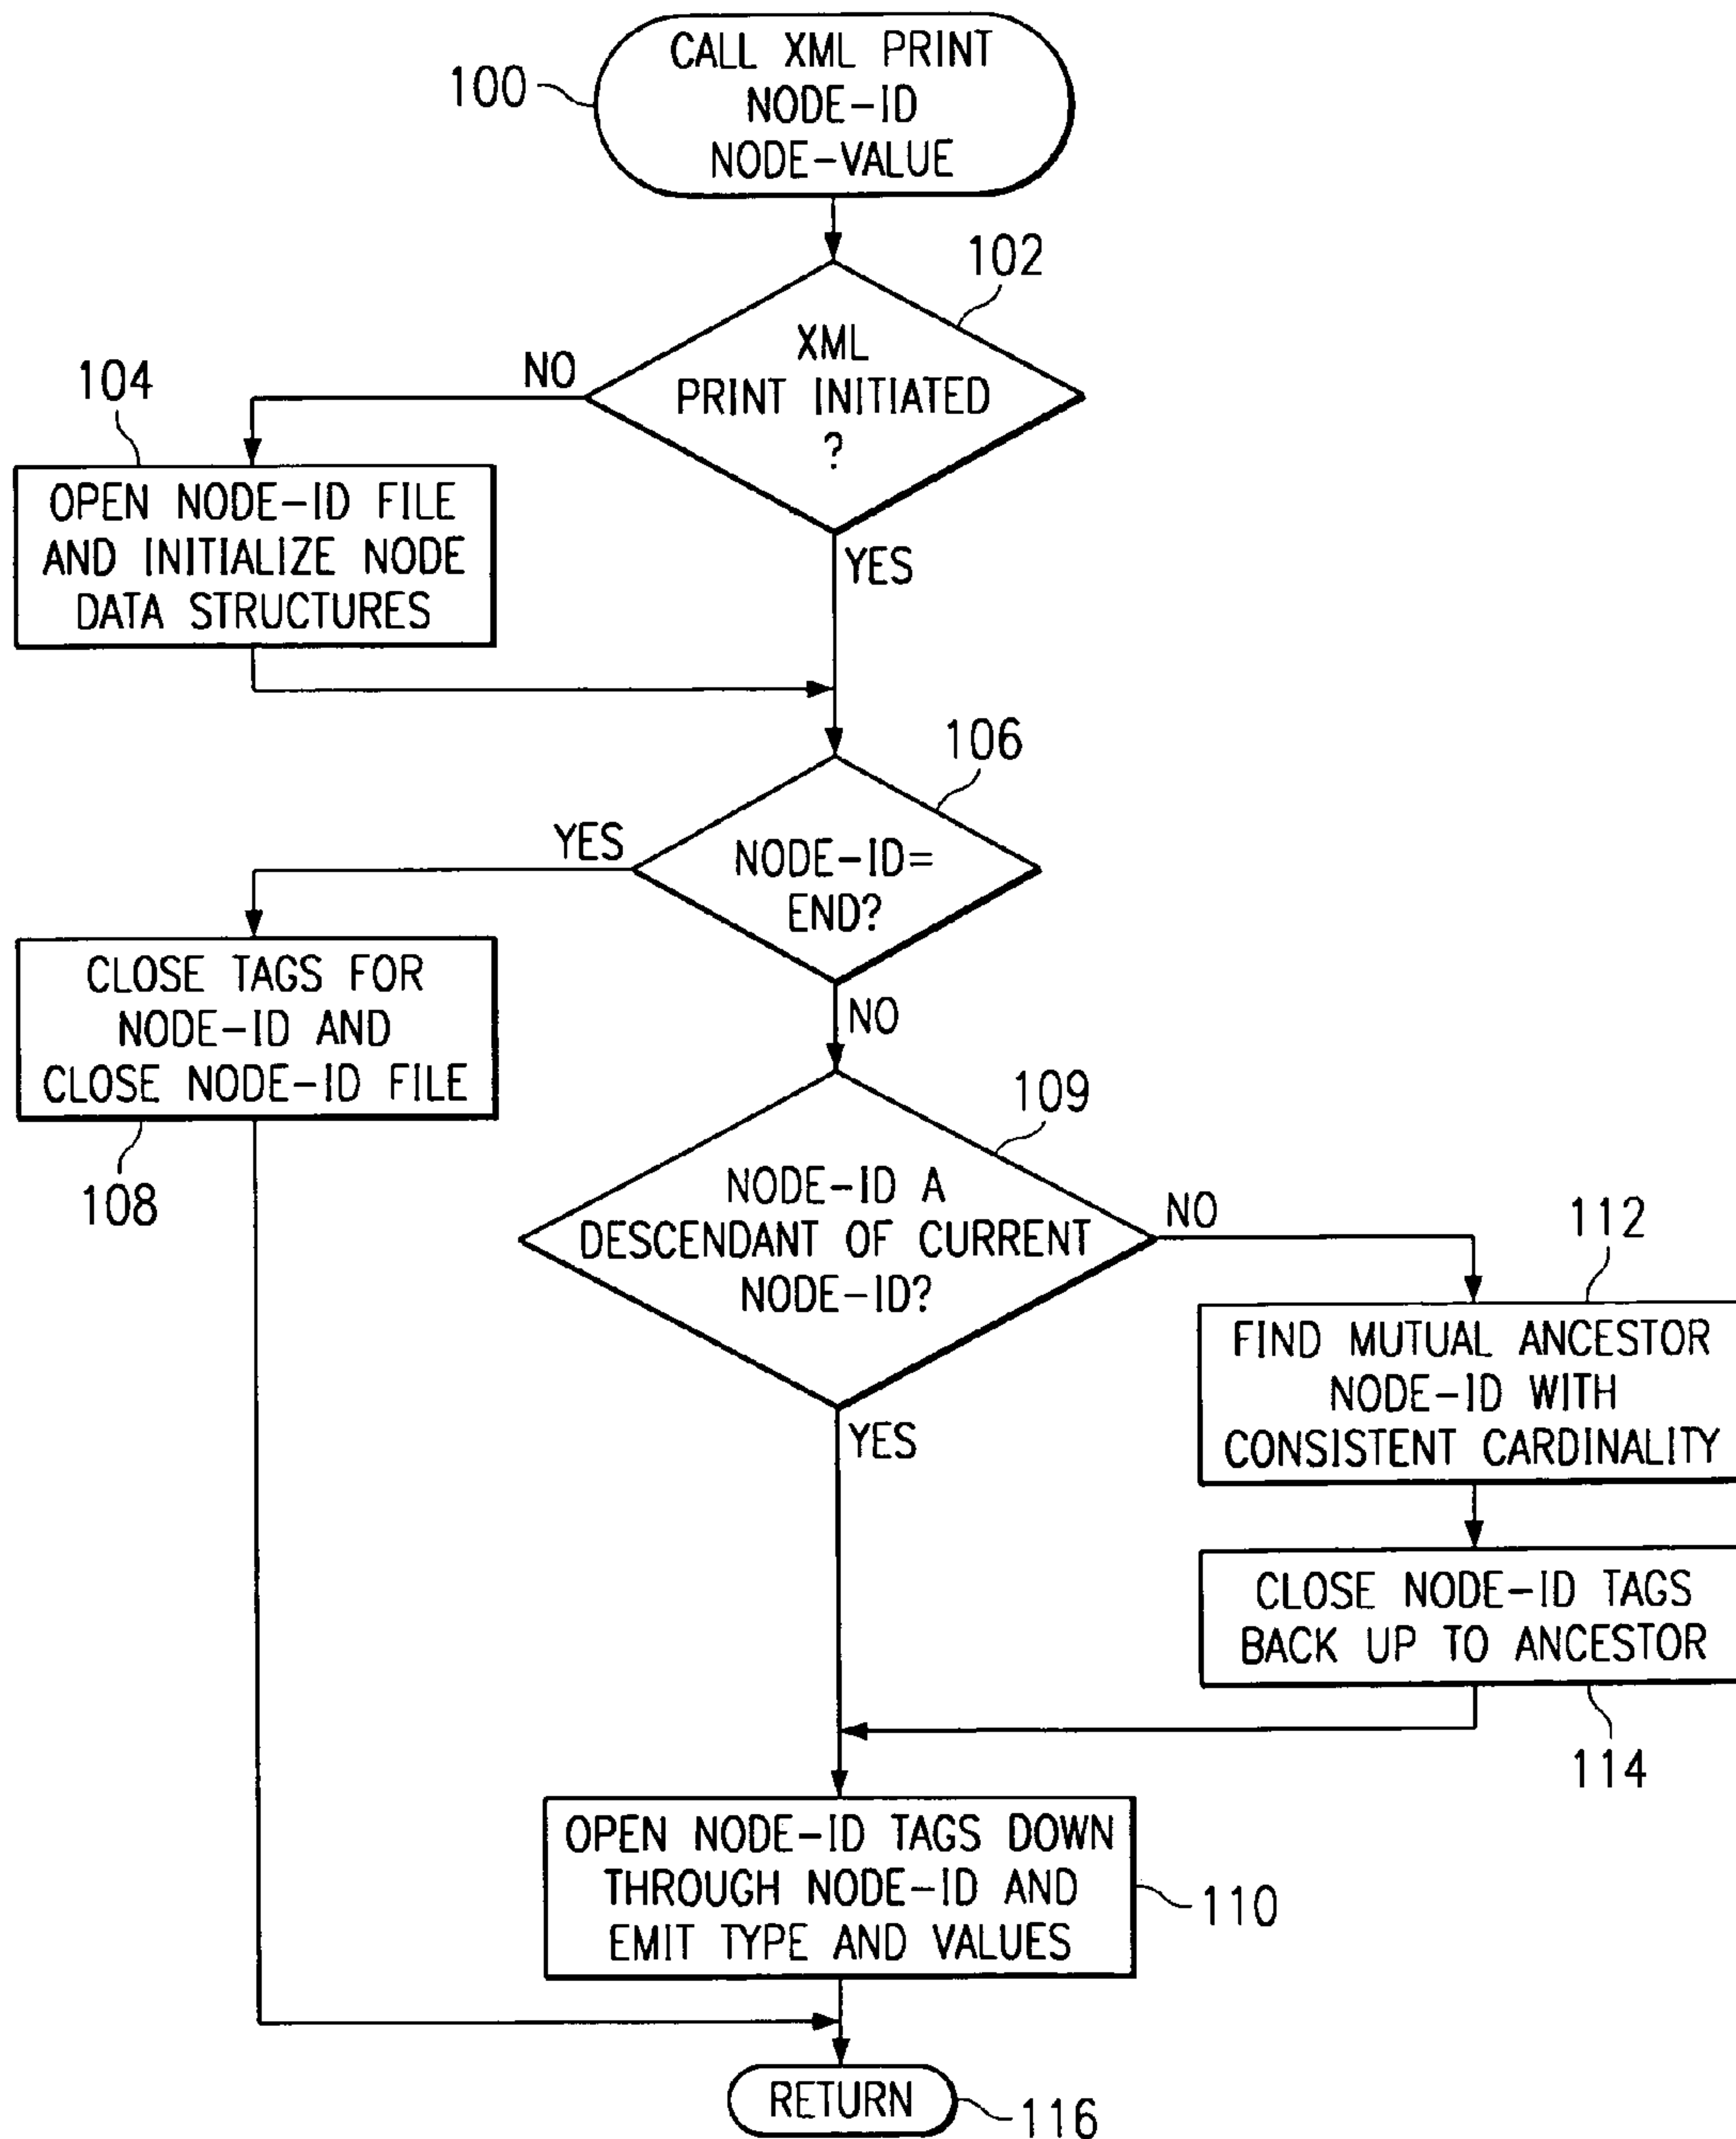 CALL XML PRINT
NODE-ID
NODE-VALUE
100
102
XML
PRINT INITIATED
?
NO
YES
104
OPEN NODE-ID FILE
AND INITIALIZE NODE
DATA STRUCTURES
106
NODE-ID=
END?
YES
NO
CLOSE TAGS FOR
NODE-ID AND
CLOSE NODE-ID FILE
108
109
NODE-ID A
DESCENDANT OF CURRENT
NODE-ID?
NO
YES
112
FIND MUTUAL ANCESTOR
NODE-ID WITH
CONSISTENT CARDINALITY
CLOSE NODE-ID TAGS
BACK UP TO ANCESTOR
114
OPEN NODE-ID TAGS DOWN
THROUGH NODE-ID AND
EMIT TYPE AND VALUES
110
RETURN
116